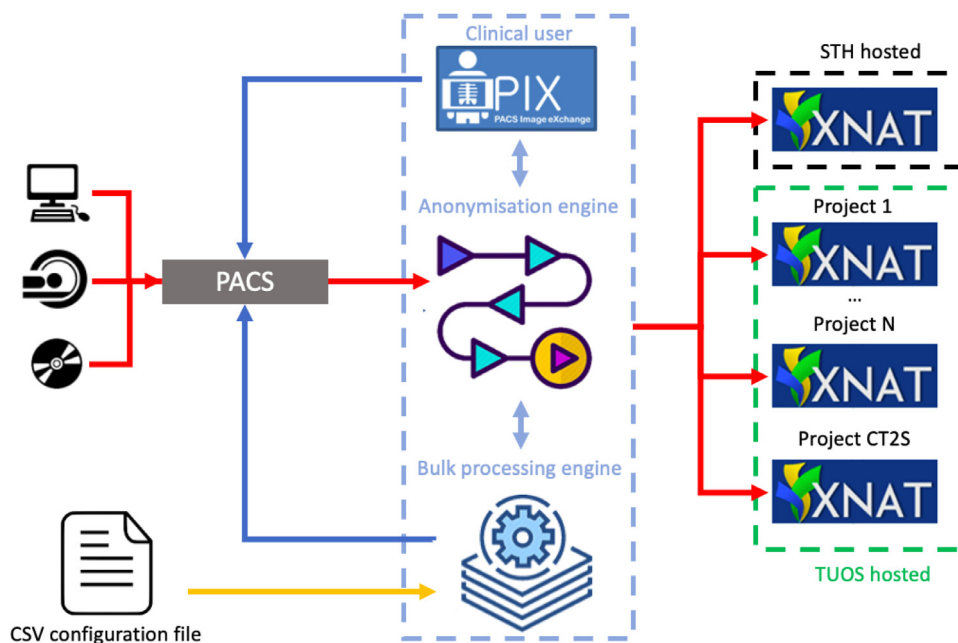 Clinical user
PIX
PACS Image eXchange
STH hosted
XNAT
Anonymisation engine
Project 1
XNAT
...
PACS
Project N
XNAT
Bulk processing engine
Project CT2S
XNAT
TUOS hosted
CSV configuration file